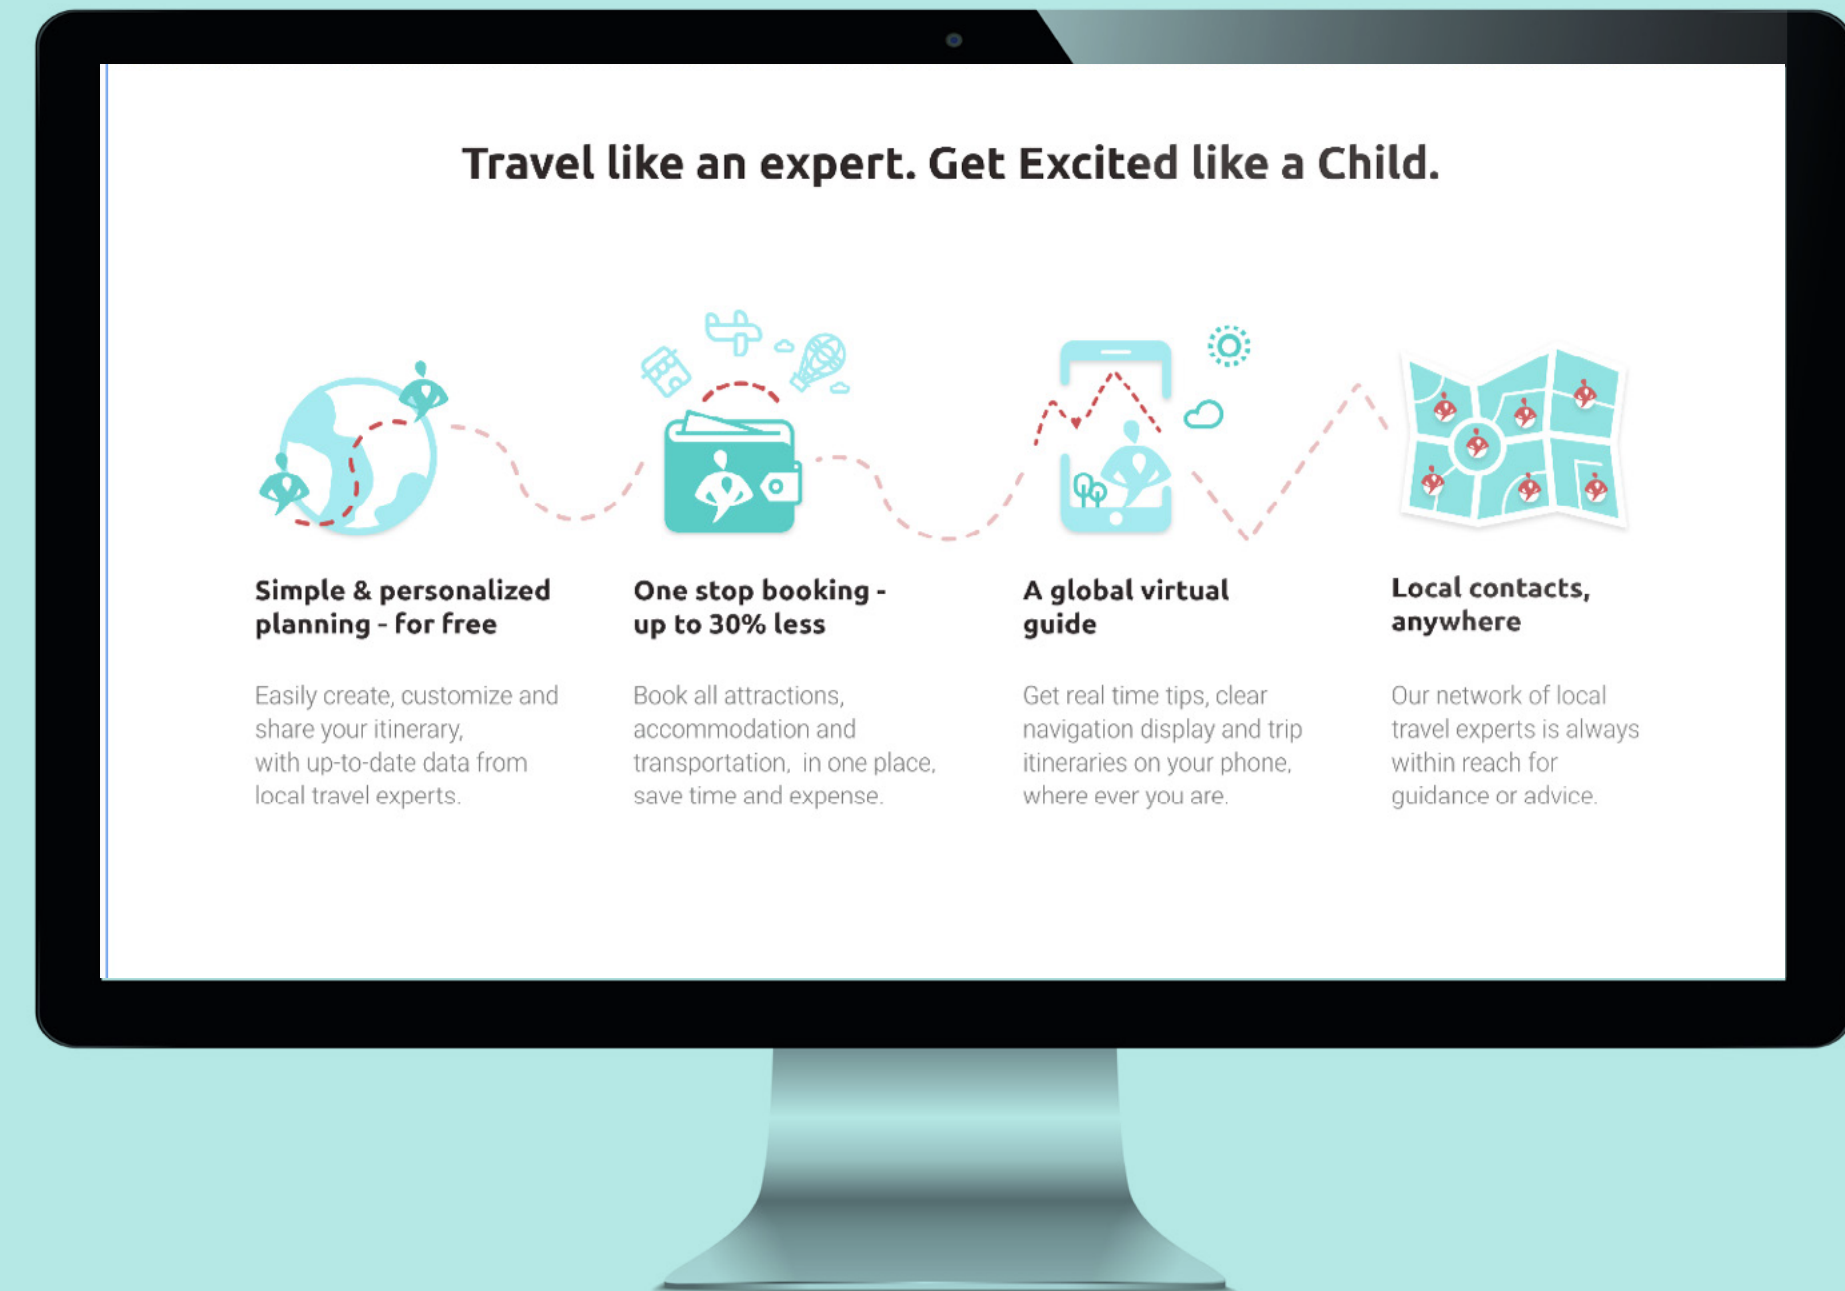 Travel like an expert. Get Excited like a Child.
Simple & personalized
planning - for free
Easily create, customize and
share your itinerary,
with up-to-date data from
local travel experts.
One stop booking -
up to 30% less
Book all attractions,
accommodation and
transportation, in one place,
save time and expense.
A global virtual
guide
Get real time tips, clear
navigation display and trip
itineraries on your phone,
where ever you are.
Local contacts,
anywhere
Our network of local
travel experts is always
within reach for
guidance or advice.